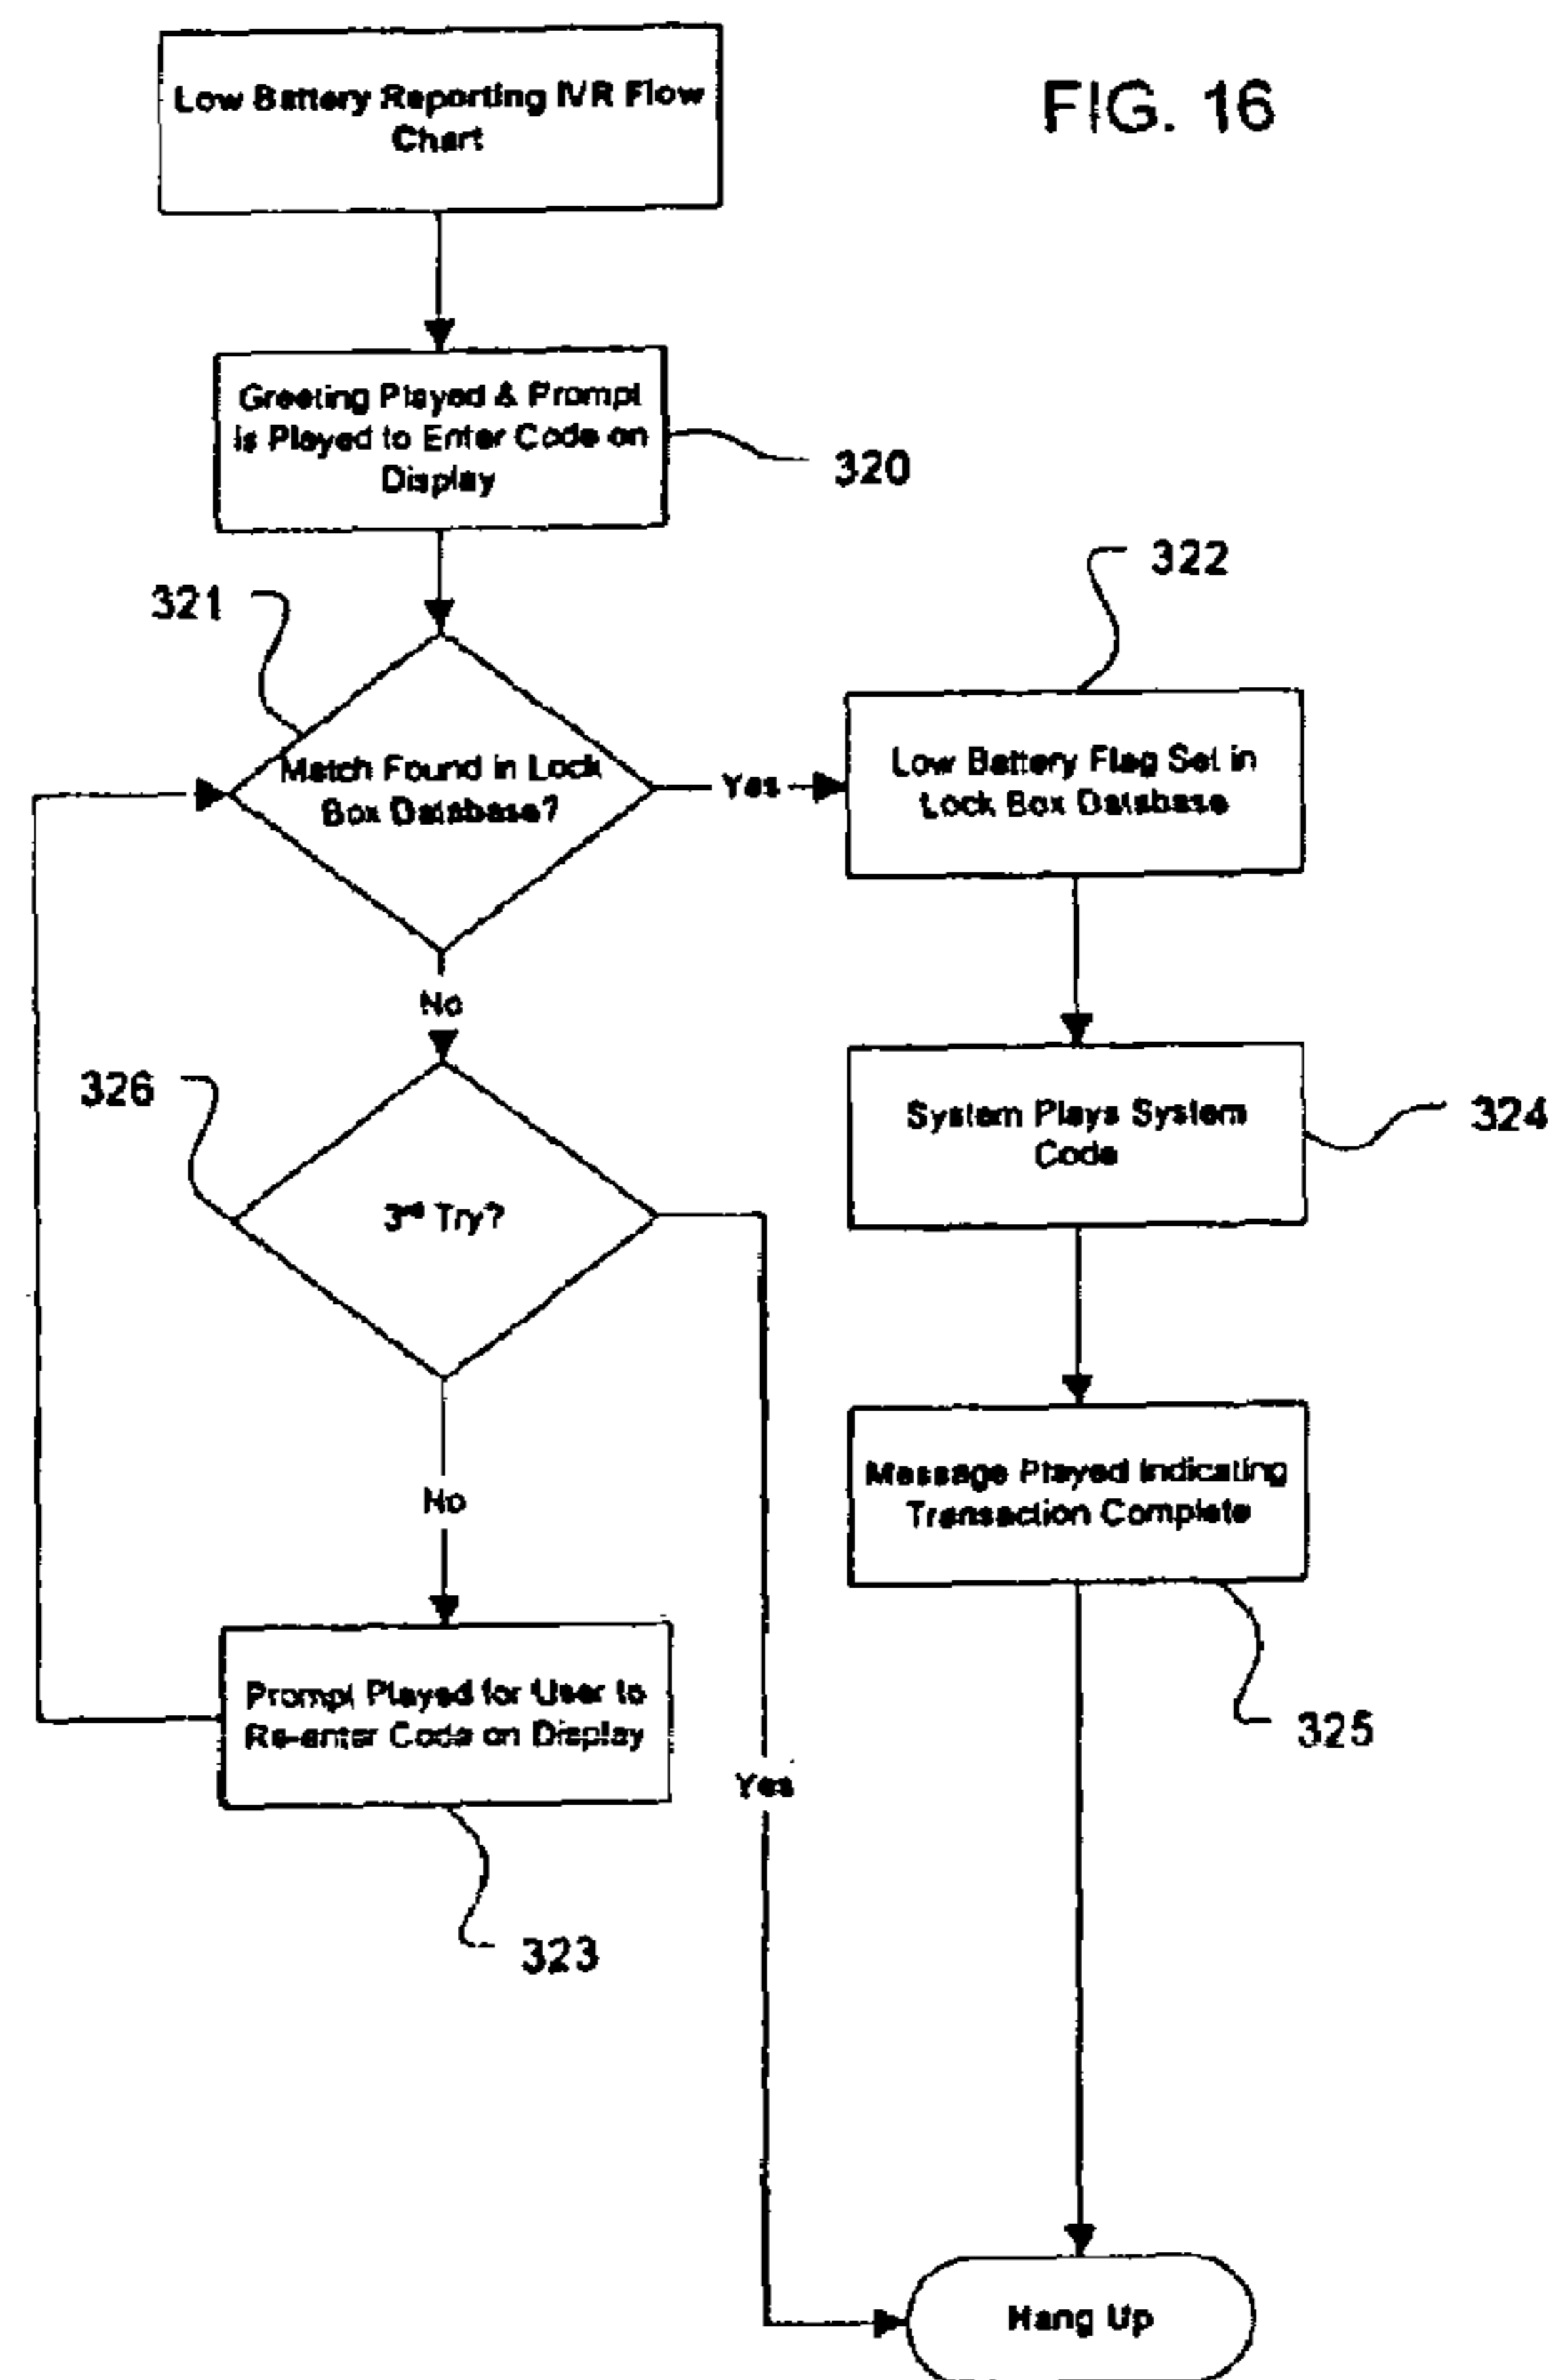 Low Battery Reporting IVR Flow
Chart
FIG. 16
Greeting Played & Prompt
is Played to Enter Code on
Display
320
321
322
Match Found in Lock
Box Database?
Yes
Low Battery Flag Set in
Lock Box Database
No
326
3rd Try?
System Plays System
Code
324
No
Message Played Indicating
Transaction Complete
325
Prompt Played for User to
Re-enter Code on Display
323
Yes
Hang Up